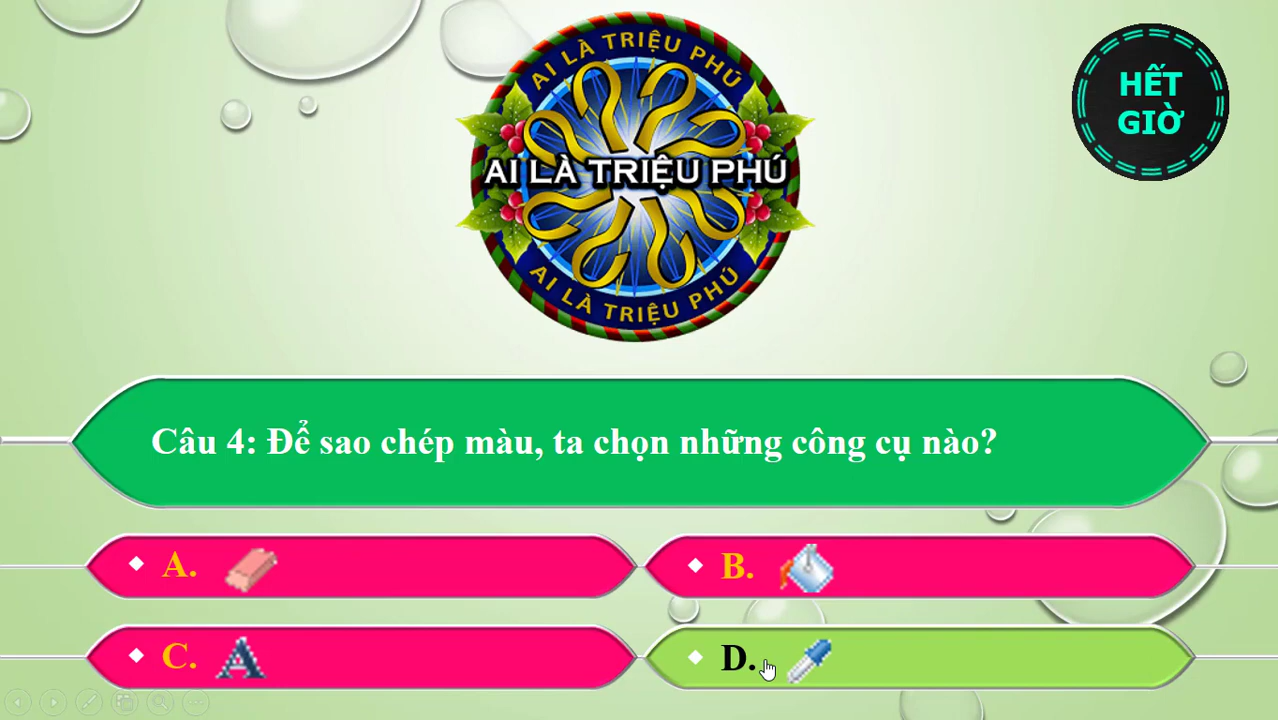 AI LÀ TRIỆU PHÚ
AI LÀ TRIỆU PHÚ
AI LÀ TRIỆU PHÚ
HẾT
GIỜ
Câu 4: Để sao chép màu, ta chọn những công cụ nào?
A.
B.
C. A
D.